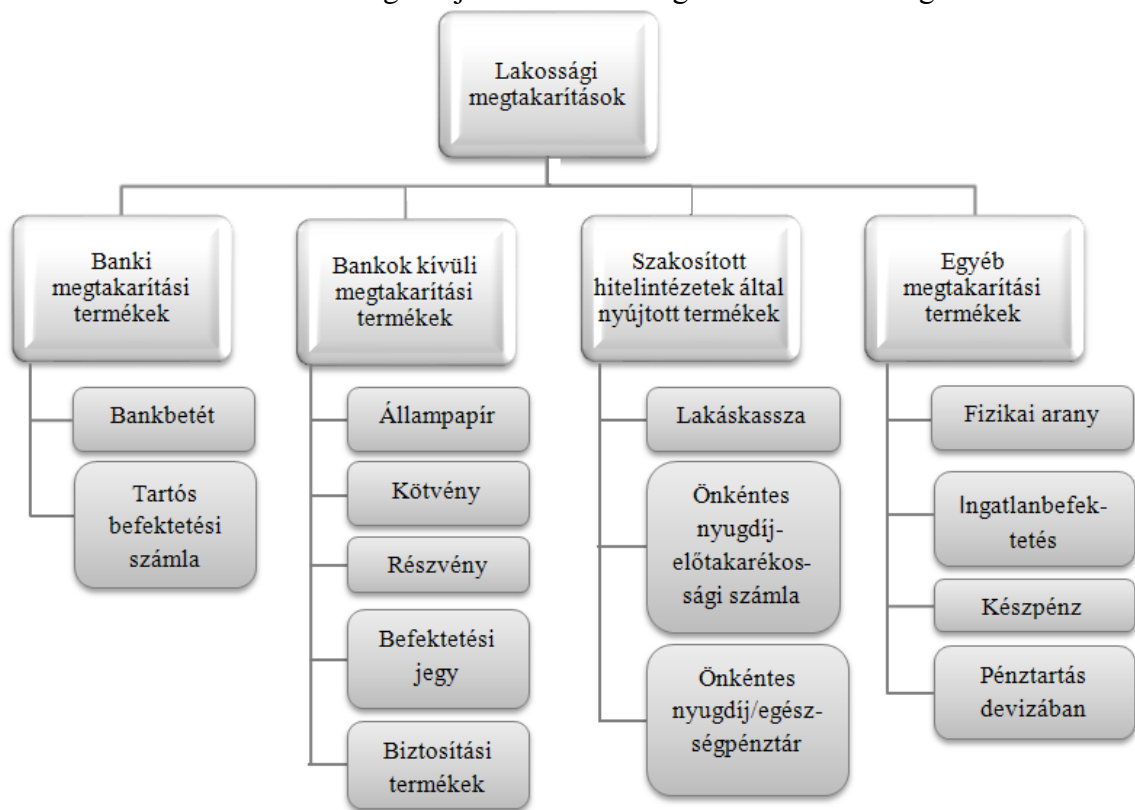 Lakossági
megtakarítások
Banki
megtakarítási
termékek
Bankbetét
Tartós
befektetési
számla
Bankok kívüli
megtakarítási
termékek
Állampapír
Kötvény
Részvény
Befektetési
jegy
Biztosítási
termékek
Szakosított
hitelintézetek által
nyújtott termékek
Lakáskassza
Önkéntes
nyugdíj-
előtakarékos-
sági számla
Önkéntes
nyugdíj/egész-
ségpénztár
Egyéb
megtakarítási
termékek
Fizikai arany
Ingatlanbefek-
tetés
Készpénz
Pénztartás
devizában